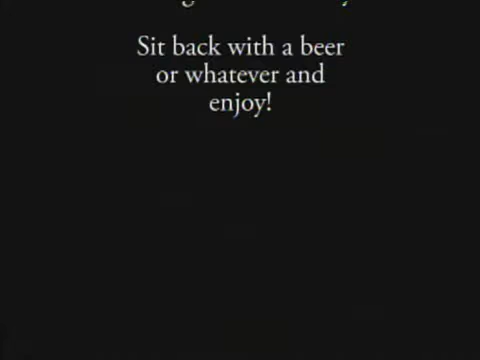 Sit back with a beer
or whatever and
enjoy!